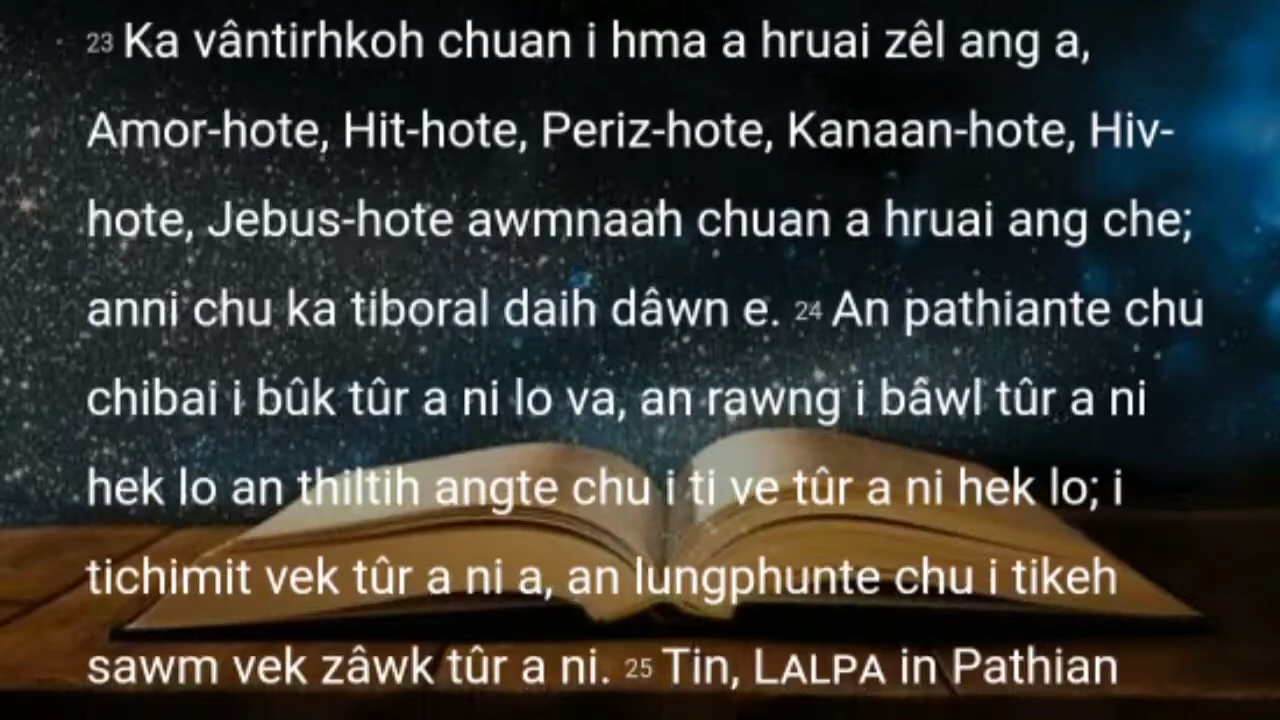 23 Ka vântirhkoh chuan i hma a hruai zêl ang a,
Amor-hote, Hit-hote, Periz-hote, Kanaan-hote, Hiv-
hote, Jebus-hote awmnaah chuan a hruai ang che;
anni chu ka tiboral daih dâwn e. 24 An pathiante chu
chibai i bûk tûr a ni lo va, an rawng i bâwl tûr a ni
hek lo an thiltih angte chu i ti ve tûr a ni hek lo; i
tichimit vek tûr a ni a, an lungphunte chu i tikeh
sawm vek zâwk tûr a ni. 25 Tin, LALPA in Pathian